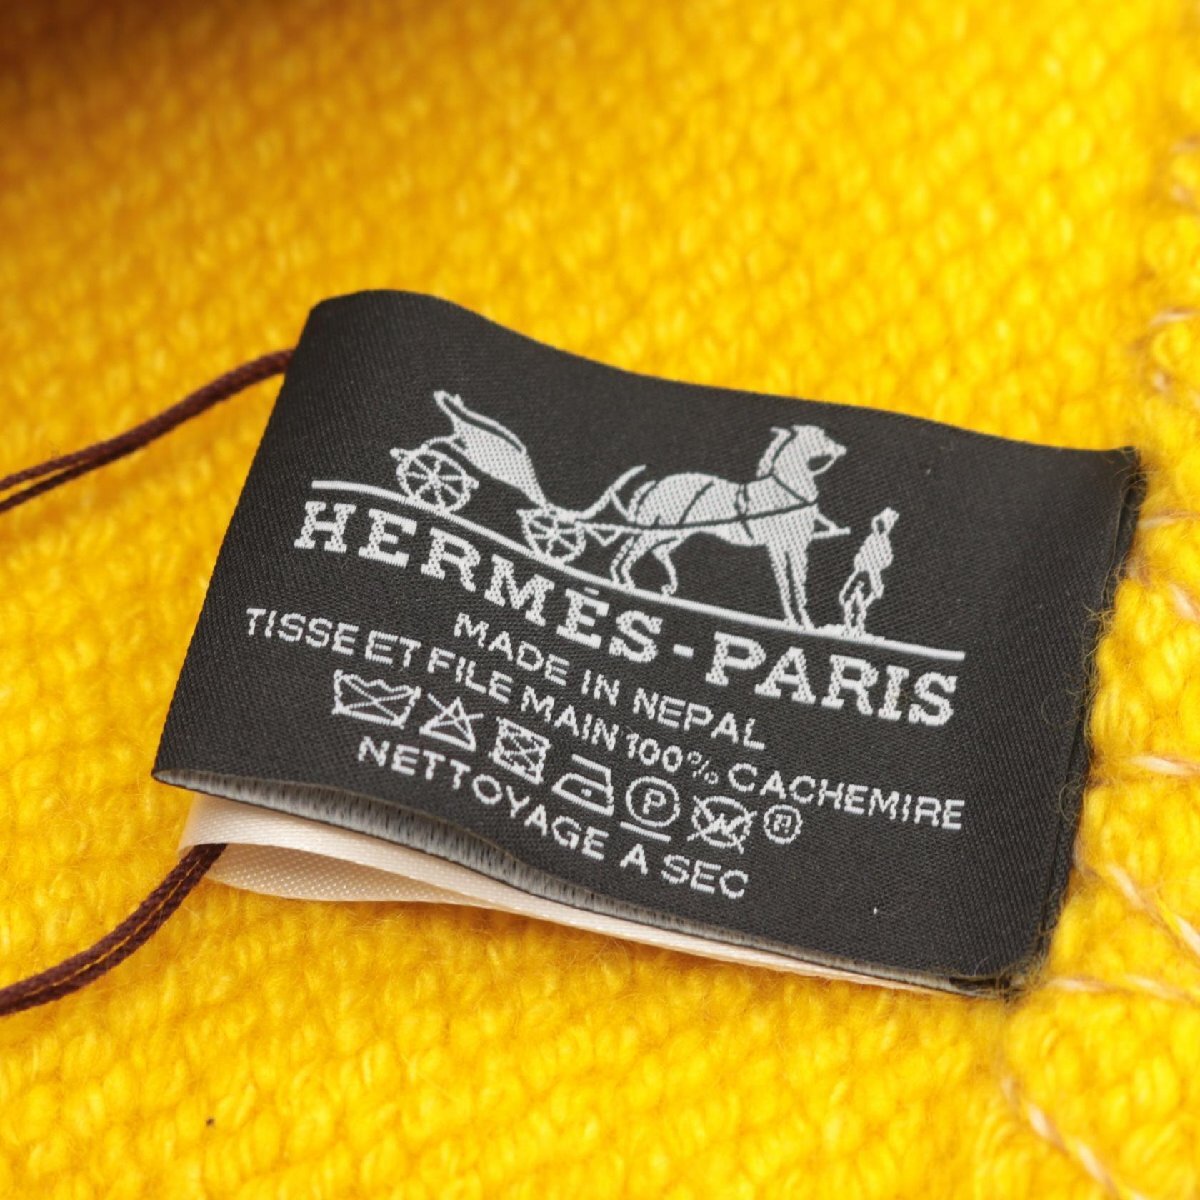 HERMÈS-PARIS
MADE IN NEPAL
TISSE ET FILE MAIN 100% CACHEMIRE
P ®
NETTOYAGE A SEC